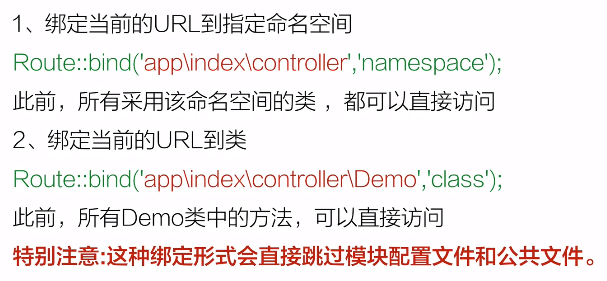 1、绑定当前的URL到指定命名空间
Route::bind('app\index\controller','namespace');
此前，所有采用该命名空间的类 ，都可以直接访问
2、绑定当前的URL到类
Route::bind('app\index\controller\Demo','class');
此前，所有Demo类中的方法，可以直接访问
特别注意:这种绑定形式会直接跳过模块配置文件和公共文件。